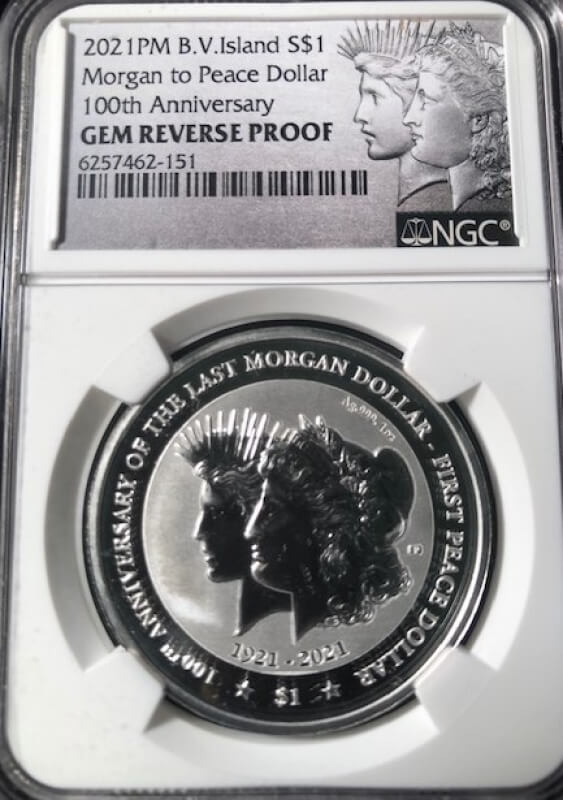 2021PM B.V.Island S$1
Morgan to Peace Dollar
100th Anniversary
GEM REVERSE PROOF
6257462-151
NGC®
100TH ANNIVERSARY OF THE LAST MORGAN DOLLAR - FIRST PEACE DOLLAR
Ag.999, 1oz
1921 - 2021
$1